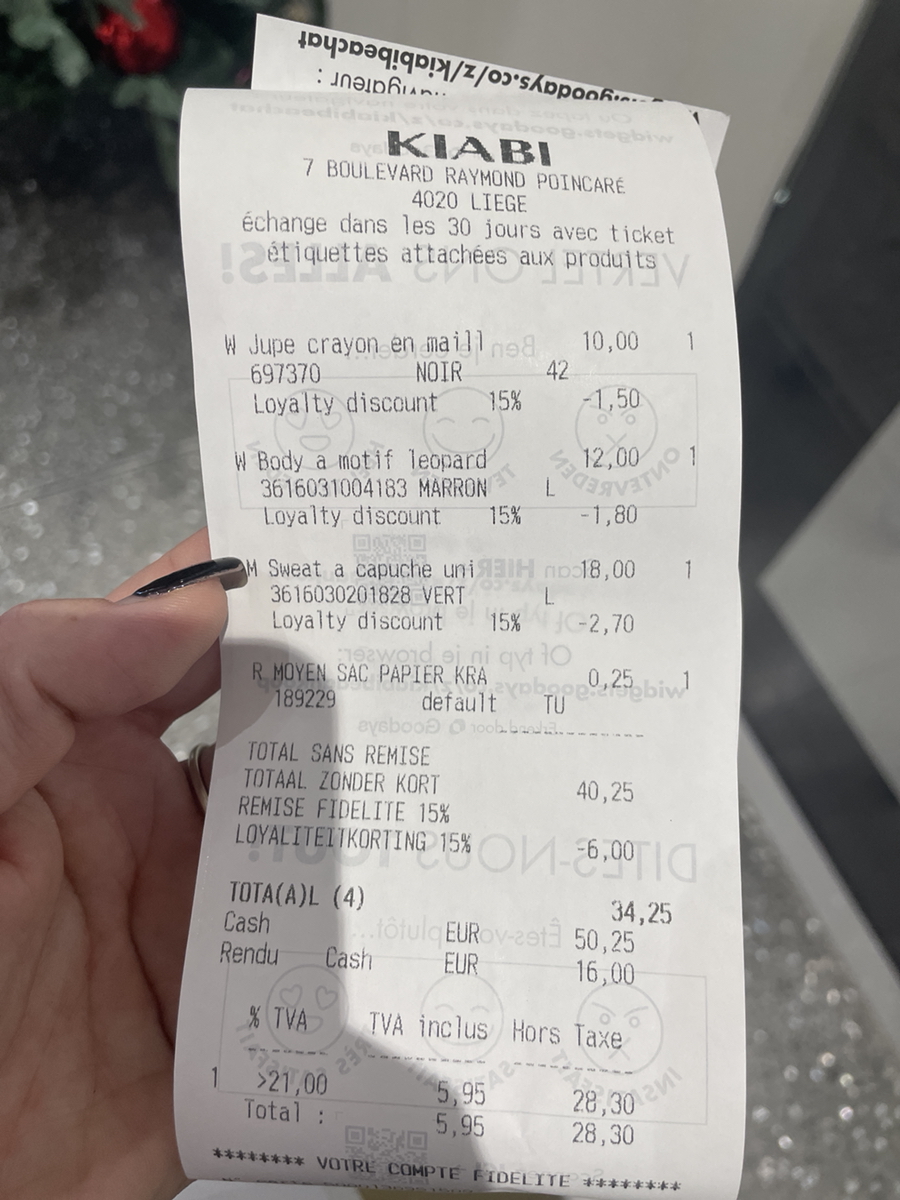 goodays.co/z/kiabibeachat
KIABI
7 BOULEVARD RAYMOND POINCARÉ
4020 LIEGE
échange dans les 30 jours avec ticket
étiquettes attachées aux produits
W Jupe crayon en maill 10,00 1
697370 NOIR 42
Loyalty discount 15% -1,50
W Body a motif leopard 12,00 1
3616031004183 MARRON L
Loyalty discount 15% -1,80
M Sweat a capuche uni 18,00 1
3616030201828 VERT L
Loyalty discount 15% -2,70
R MOYEN SAC PAPIER KRA 0,25 1
189229 default TU
TOTAL SANS REMISE
TOTAAL ZONDER KORT 40,25
REMISE FIDELITE 15%
LOYALITEITKORTING 15% -6,00
TOTA(A)L (4) 34,25
Cash EUR 50,25
Rendu Cash EUR 16,00
% TVA TVA inclus Hors Taxe
1 >21,00 5,95 28,30
Total : 5,95 28,30
******** VOTRE COMPTE FIDELITE ********